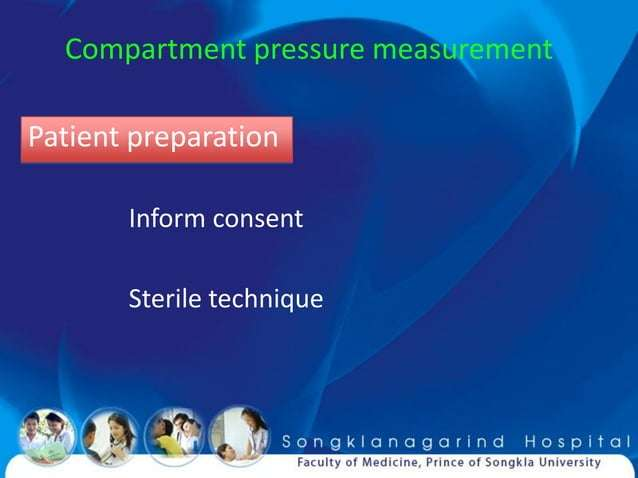 Compartment pressure measurement
Patient preparation
Inform consent
Sterile technique
Songklanagarind Hospital
Faculty of Medicine, Prince of Songkla University